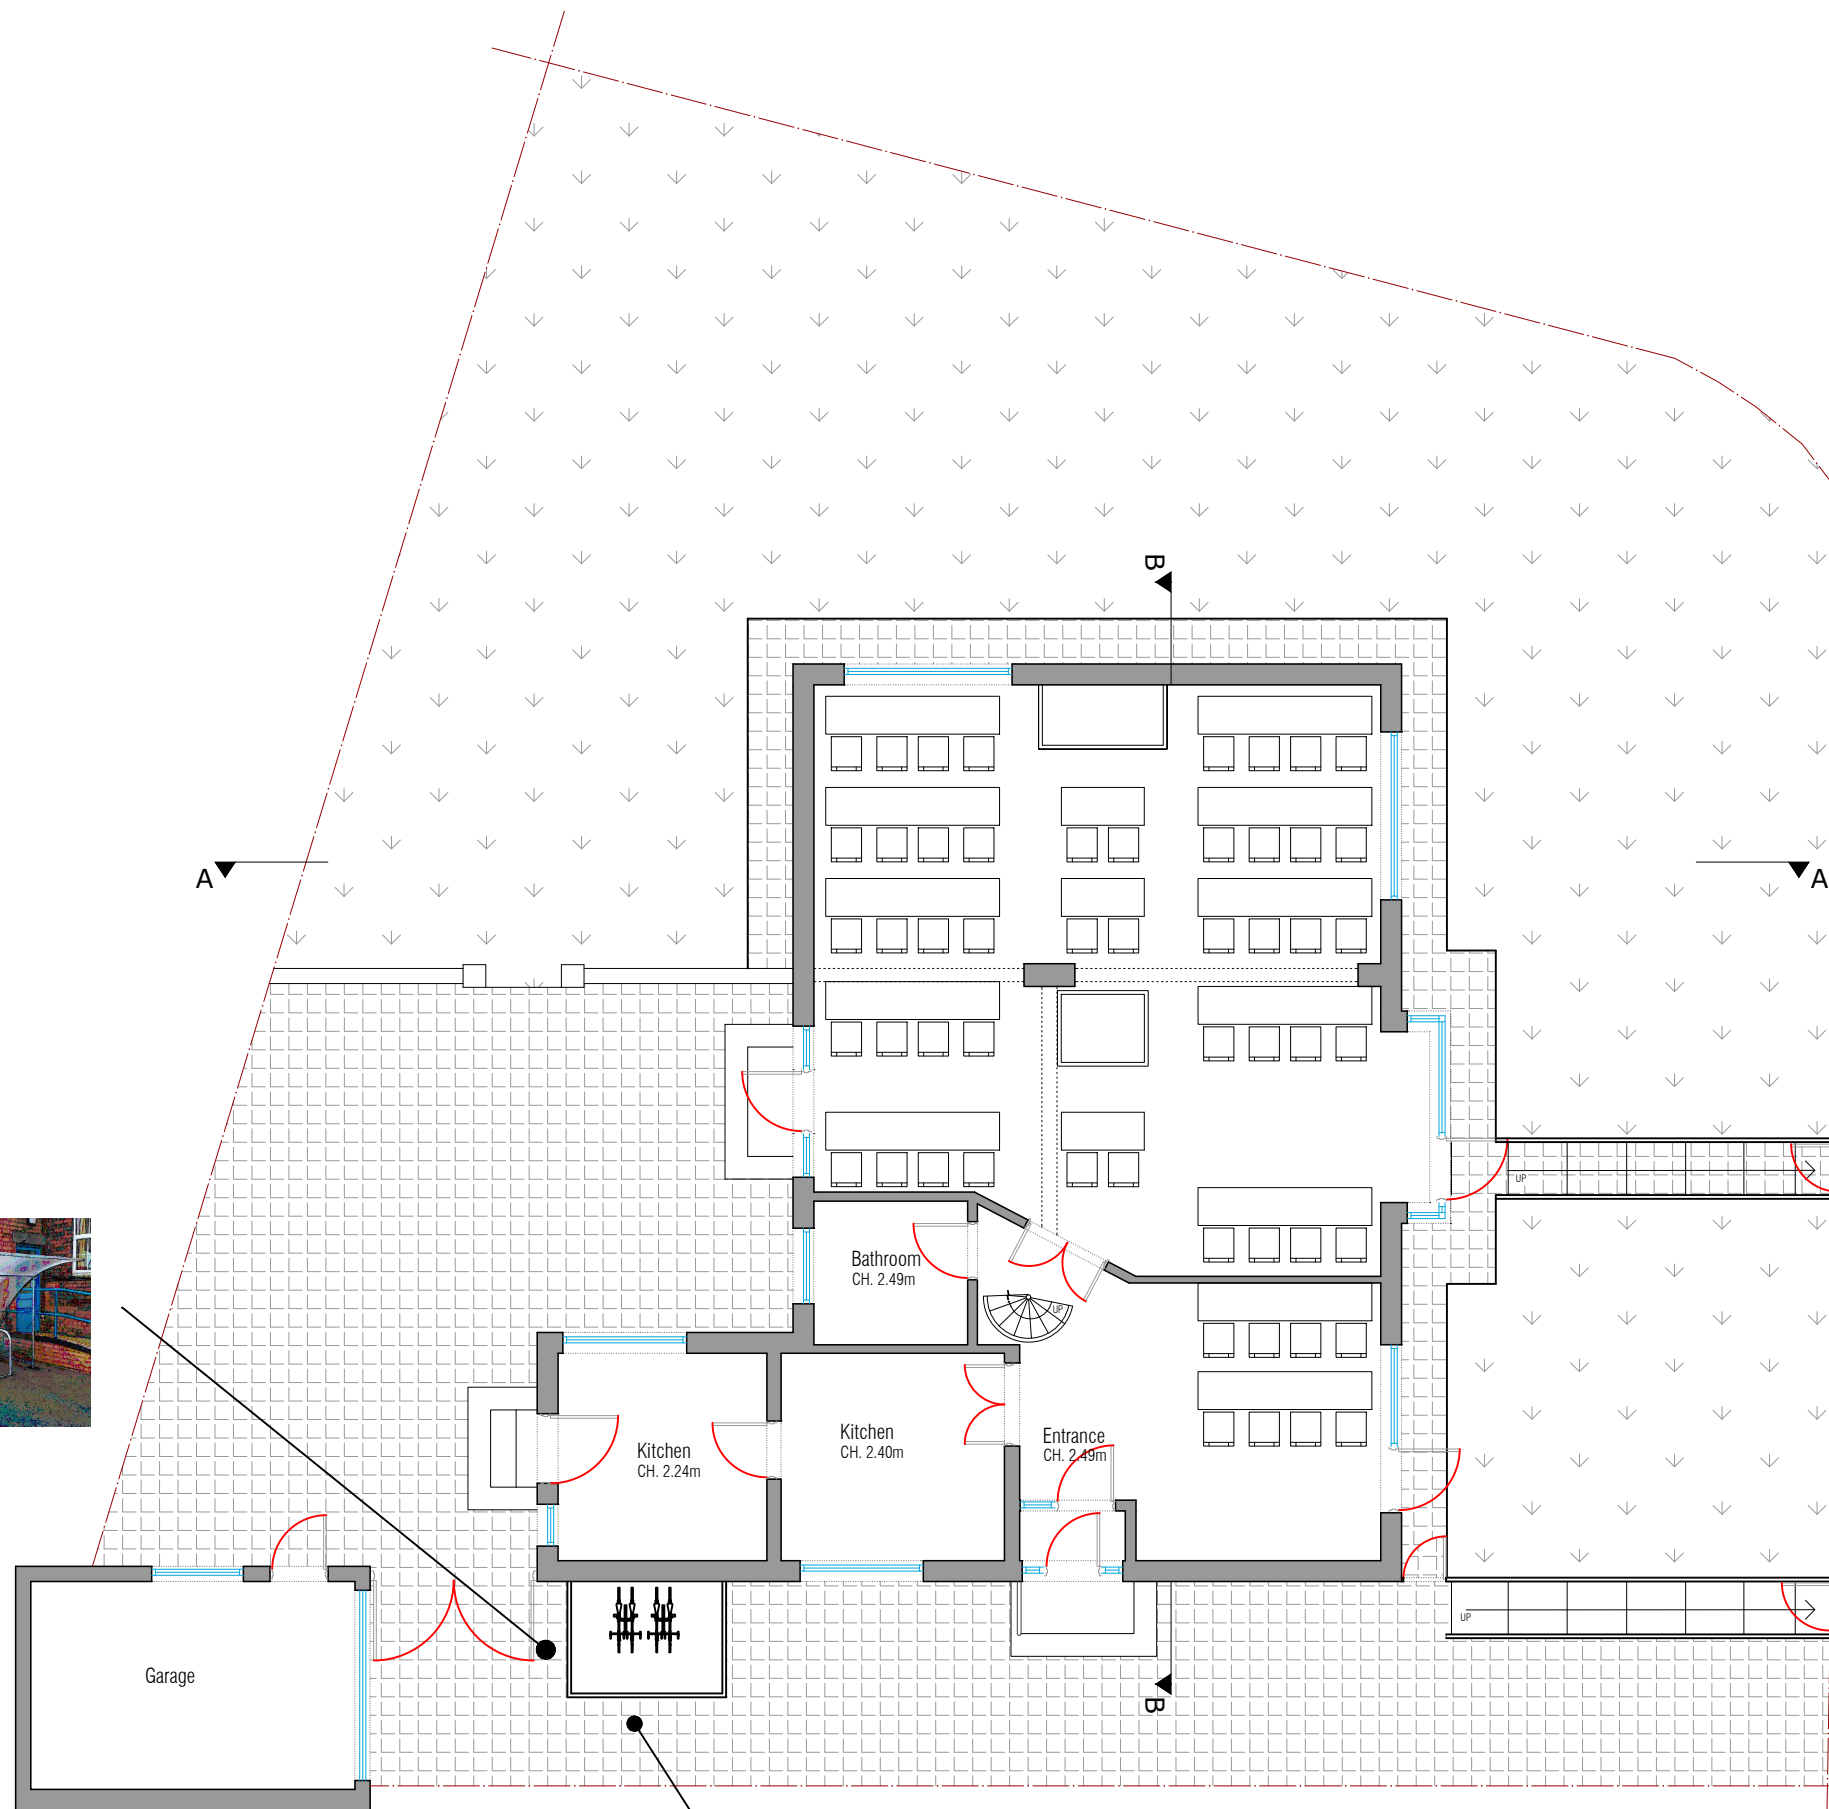 B
A
A
UP
Bathroom
CH. 2.49m
UP
Kitchen
CH. 2.40m
Entrance
CH. 2.49m
Kitchen
CH. 2.24m
UP
Garage
B